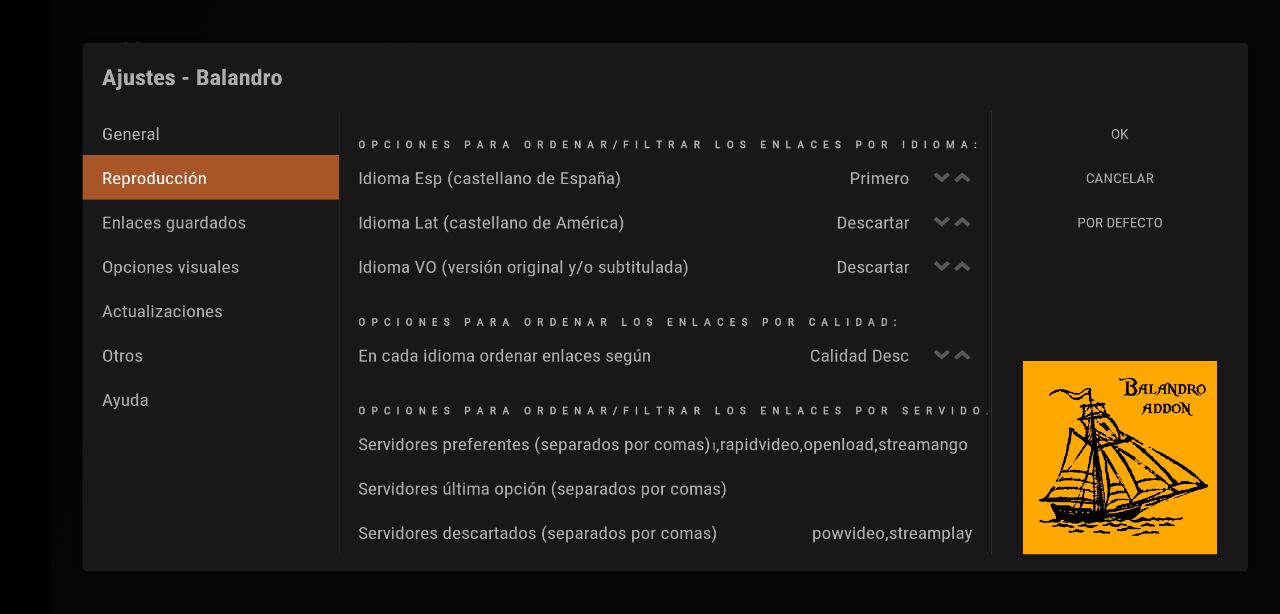 Ajustes - Balandro
General
Reproducción
Enlaces guardados
Opciones visuales
Actualizaciones
Otros
Ayuda
OPCIONES PARA ORDENAR/FILTRAR LOS ENLACES POR IDIOMA:
Idioma Esp (castellano de España) Primero
Idioma Lat (castellano de América) Descartar
Idioma VO (versión original y/o subtitulada) Descartar
OPCIONES PARA ORDENAR LOS ENLACES POR CALIDAD:
En cada idioma ordenar enlaces según Calidad Desc
OPCIONES PARA ORDENAR/FILTRAR LOS ENLACES POR SERVIDO.
Servidores preferentes (separados por comas) ,rapidvideo,openload,streamango
Servidores última opción (separados por comas)
Servidores descartados (separados por comas) powvideo,streamplay
OK
CANCELAR
POR DEFECTO
BALANDRO
ADDON